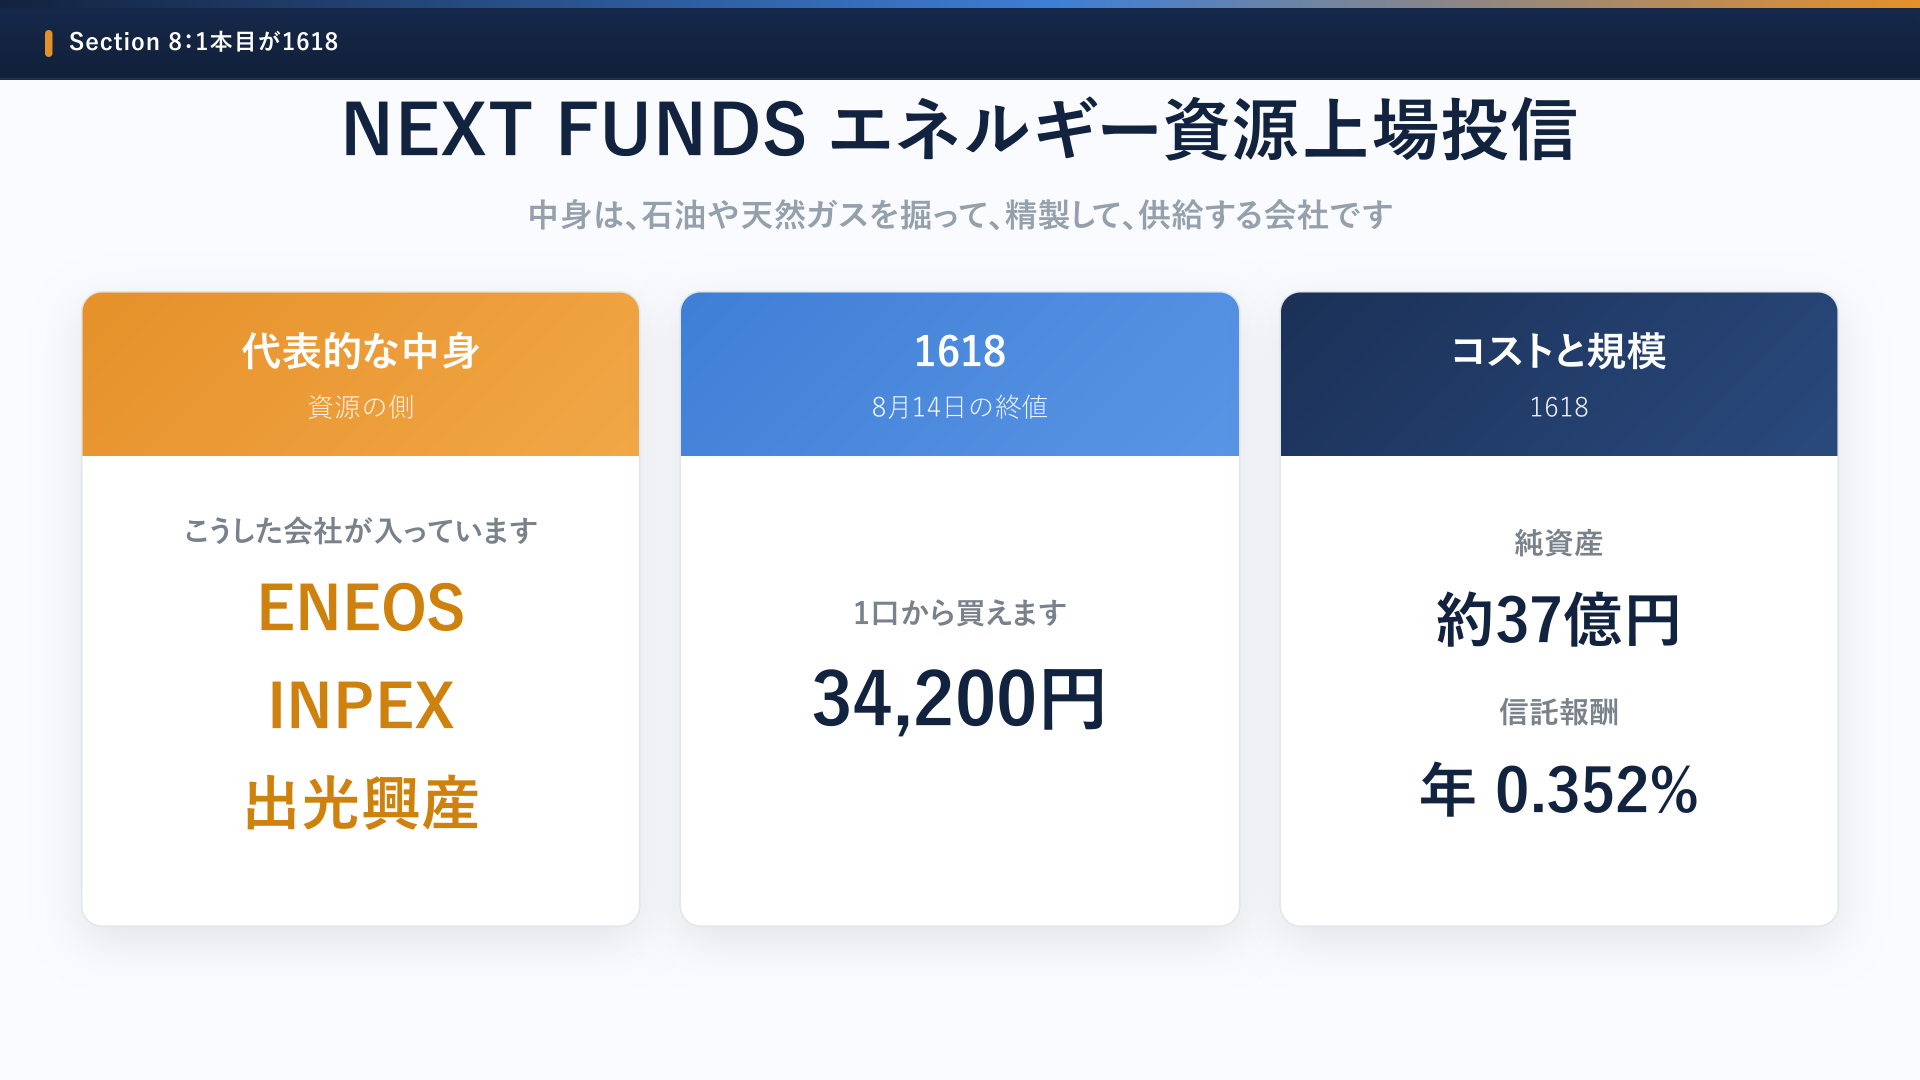 Section 8:1本目が1618
NEXT FUNDS エネルギー資源上場投信
中身は、石油や天然ガスを掘って、精製して、供給する会社です
代表的な中身
資源の側
こうした会社が入っています
ENEOS
INPEX
出光興産
1618
8月14日の終値
1口から買えます
34,200円
コストと規模
1618
純資産
約37億円
信託報酬
年 0.352%